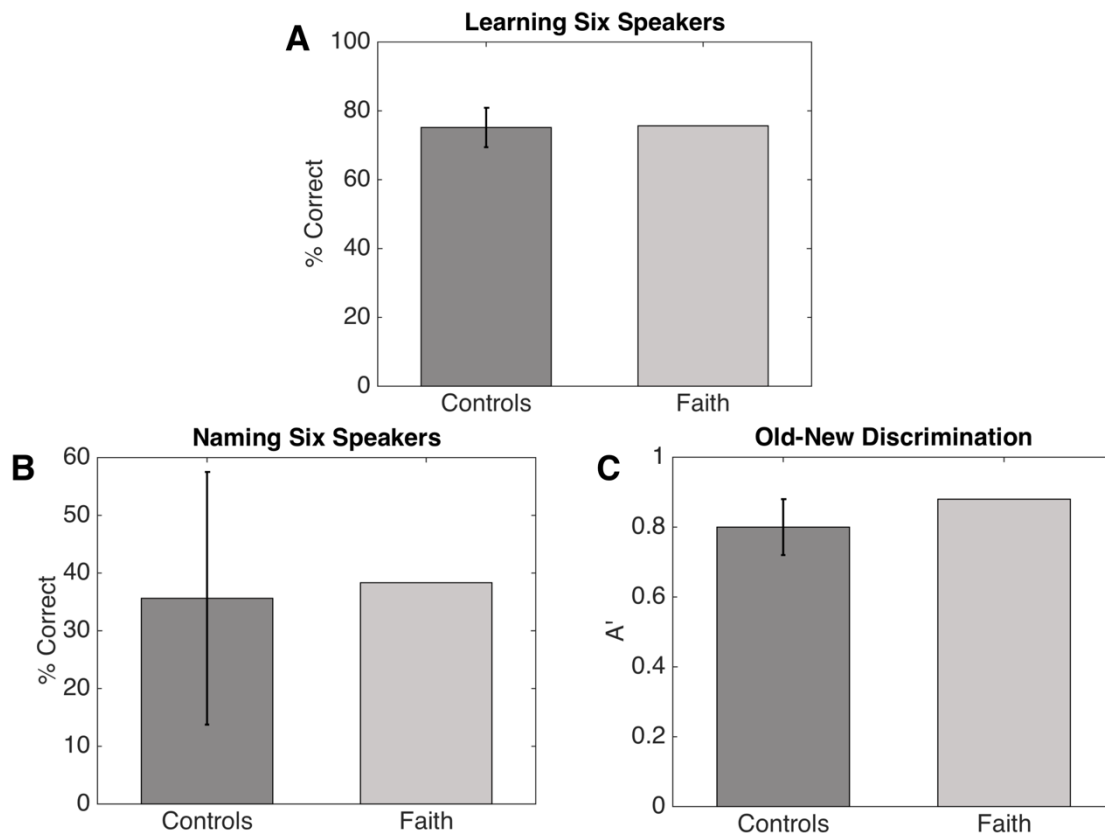 A
Learning Six Speakers
100
80
60
40
20
0
% Correct
Controls
Faith
B
Naming Six Speakers
60
50
40
30
20
10
0
% Correct
Controls
Faith
C
Old-New Discrimination
1
0.8
0.6
0.4
0.2
0
A'
Controls
Faith